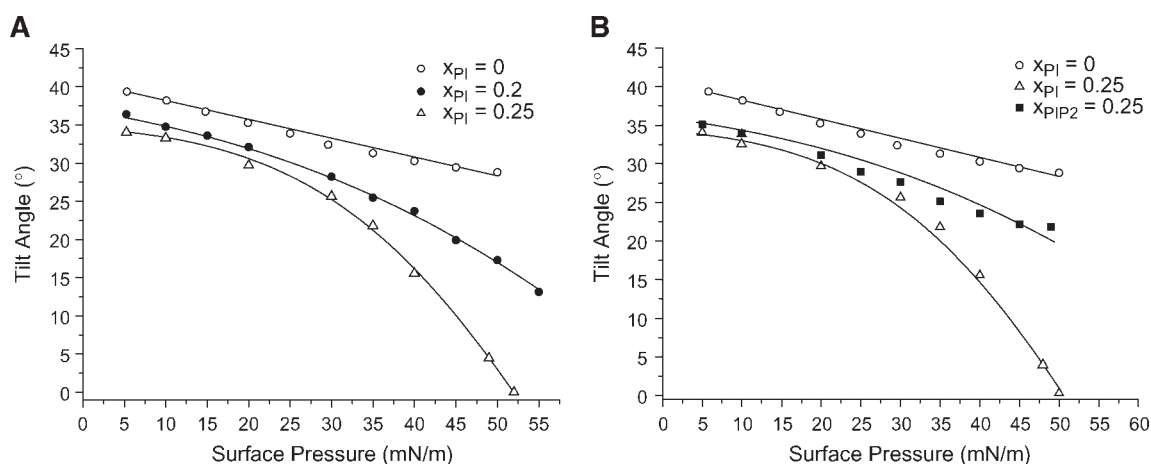 A
B
45
40
35
30
25
20
15
10
5
0
Tilt Angle (°)
x_PI = 0
x_PI = 0.2
x_PI = 0.25
0 5 10 15 20 25 30 35 40 45 50 55
Surface Pressure (mN/m)
45
40
35
30
25
20
15
10
5
0
Tilt Angle (°)
x_PI = 0
x_PI = 0.25
x_PIP2 = 0.25
0 5 10 15 20 25 30 35 40 45 50 55 60
Surface Pressure (mN/m)